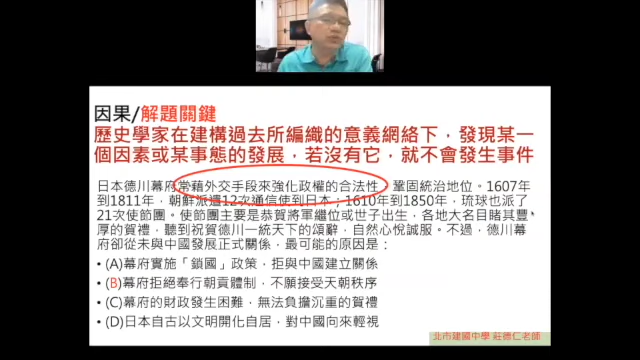 因果/解題關鍵
歷史學家在建構過去所編織的意義網絡下，發現某一
個因素或某事態的發展，若沒有它，就不會發生事件
日本德川幕府常藉外交手段來強化政權的合法性，鞏固統治地位。1607年
到1811年，朝鮮派遣12次通信使到日本；1610年到1850年，琉球也派了
21次使節團。使節團主要是恭賀將軍繼位或世子出生，各地大名目睹其豐
厚的賀禮，聽到祝賀德川一統天下的頌辭，自然心悅誠服。不過，德川幕
府卻從未與中國發展正式關係，最可能的原因是：
• (A)幕府實施「鎖國」政策，拒與中國建立關係
• (B)幕府拒絕奉行朝貢體制，不願接受天朝秩序
• (C)幕府的財政發生困難，無法負擔沉重的賀禮
• (D)日本自古以文明開化自居，對中國向來輕視
北市建國中學 莊德仁老師